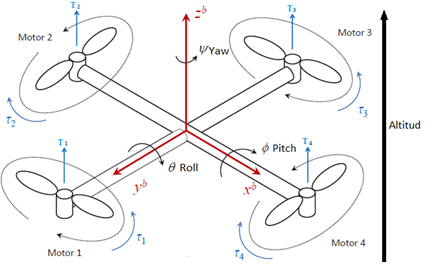 z^b
T₂
T₃
Motor 2
Motor 3
ψ Yaw
τ₂
τ₃
Altitud
T₁
T₄
θ Roll
ϕ Pitch
y^b
x^b
τ₁
τ₄
Motor 1
Motor 4